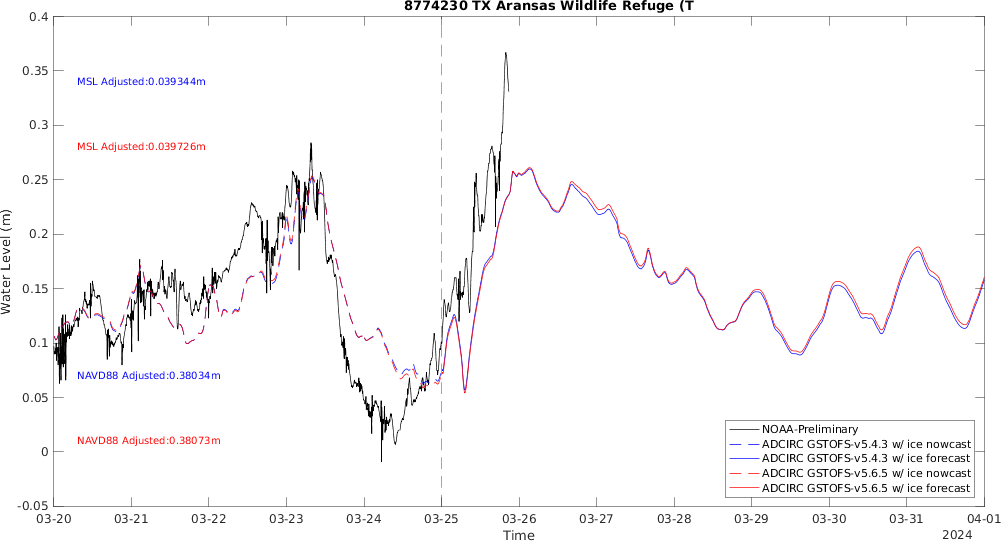 8774230 TX Aransas Wildlife Refuge (T
0.4
0.35
0.3
0.25
0.2
0.15
0.1
0.05
0
-0.05
Water Level (m)
MSL Adjusted:0.039344m
MSL Adjusted:0.039726m
NAVD88 Adjusted:0.38034m
NAVD88 Adjusted:0.38073m
NOAA-Preliminary
ADCIRC GSTOFS-v5.4.3 w/ ice nowcast
ADCIRC GSTOFS-v5.4.3 w/ ice forecast
ADCIRC GSTOFS-v5.6.5 w/ ice nowcast
ADCIRC GSTOFS-v5.6.5 w/ ice forecast
03-20 03-21 03-22 03-23 03-24 03-25 03-26 03-27 03-28 03-29 03-30 03-31 04-01
Time
2024